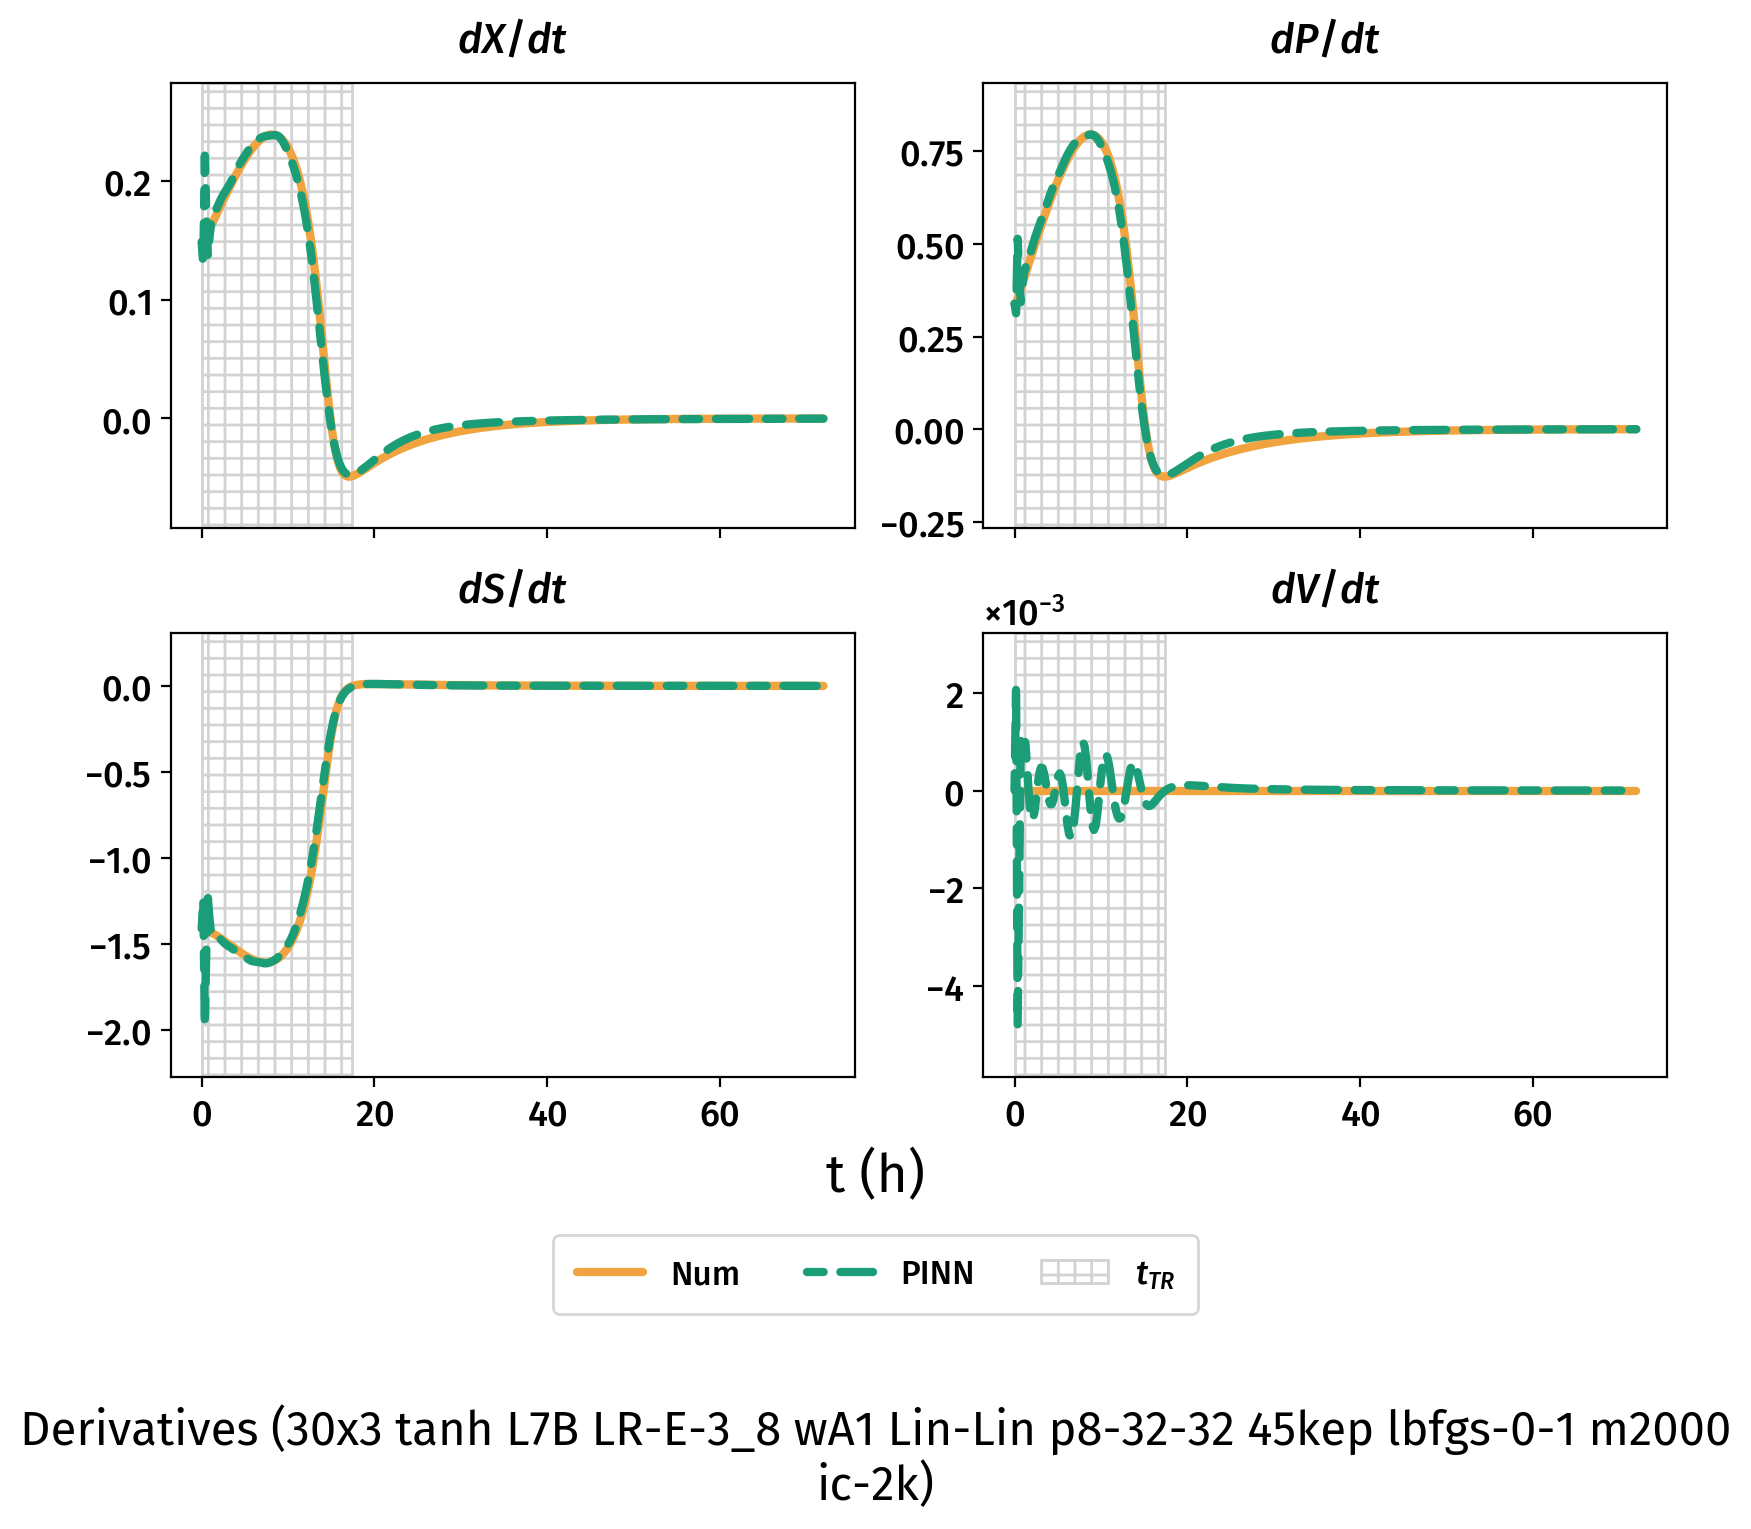 dX/dt
dP/dt
0.2
0.1
0.0
0.75
0.50
0.25
0.00
−0.25
dS/dt
dV/dt
×10⁻³
0.0
−0.5
−1.0
−1.5
−2.0
2
0
−2
−4
0 20 40 60
0 20 40 60
t (h)
Num PINN t_TR
Derivatives (30x3 tanh L7B LR-E-3_8 wA1 Lin-Lin p8-32-32 45kep lbfgs-0-1 m2000
ic-2k)